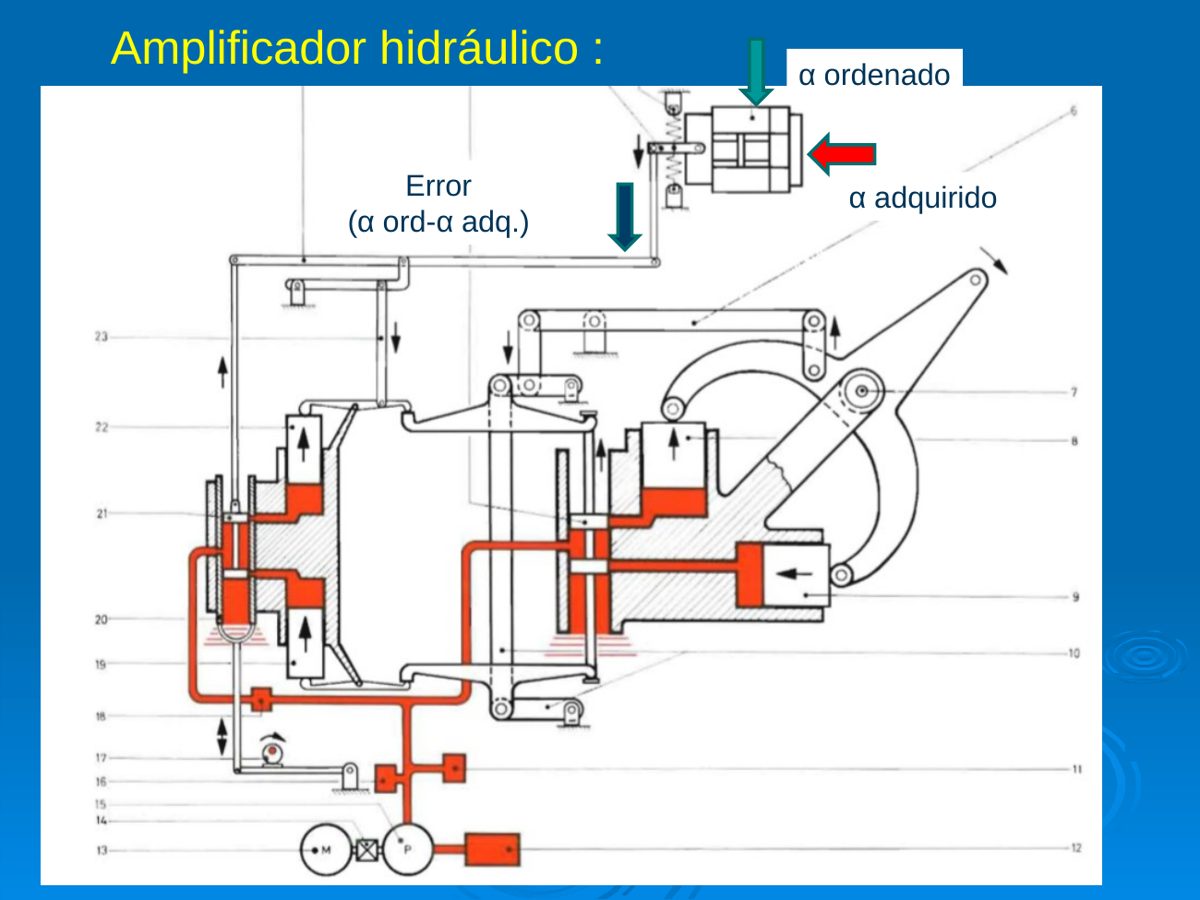 Amplificador hidráulico :
α ordenado
6
Error
α adquirido
(α ord-α adq.)
23
7
22
8
21
20
9
19
10
18
17
16
11
15
14
13
M
P
12